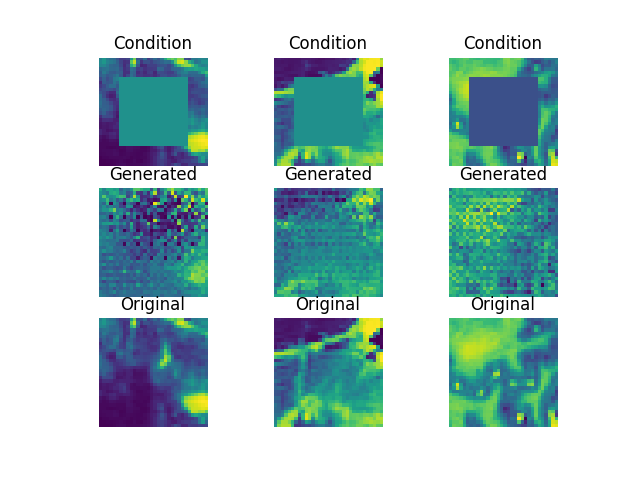 Condition Condition Condition
Generated Generated Generated
Original Original Original